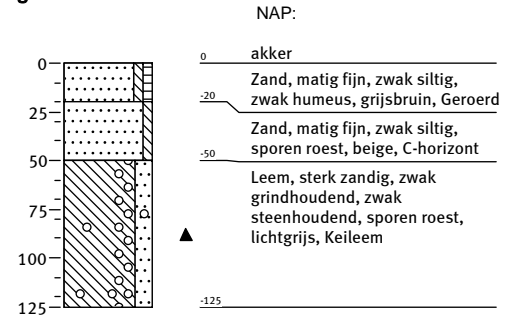 NAP:
0
akker
0
Zand, matig fijn, zwak siltig,
zwak humeus, grijsbruin, Geroerd
-20
25
Zand, matig fijn, zwak siltig,
sporen roest, beige, C-horizont
50
-50
Leem, sterk zandig, zwak
grindhoudend, zwak
steenhoudend, sporen roest,
lichtgrijs, Keileem
75
100
125
-125